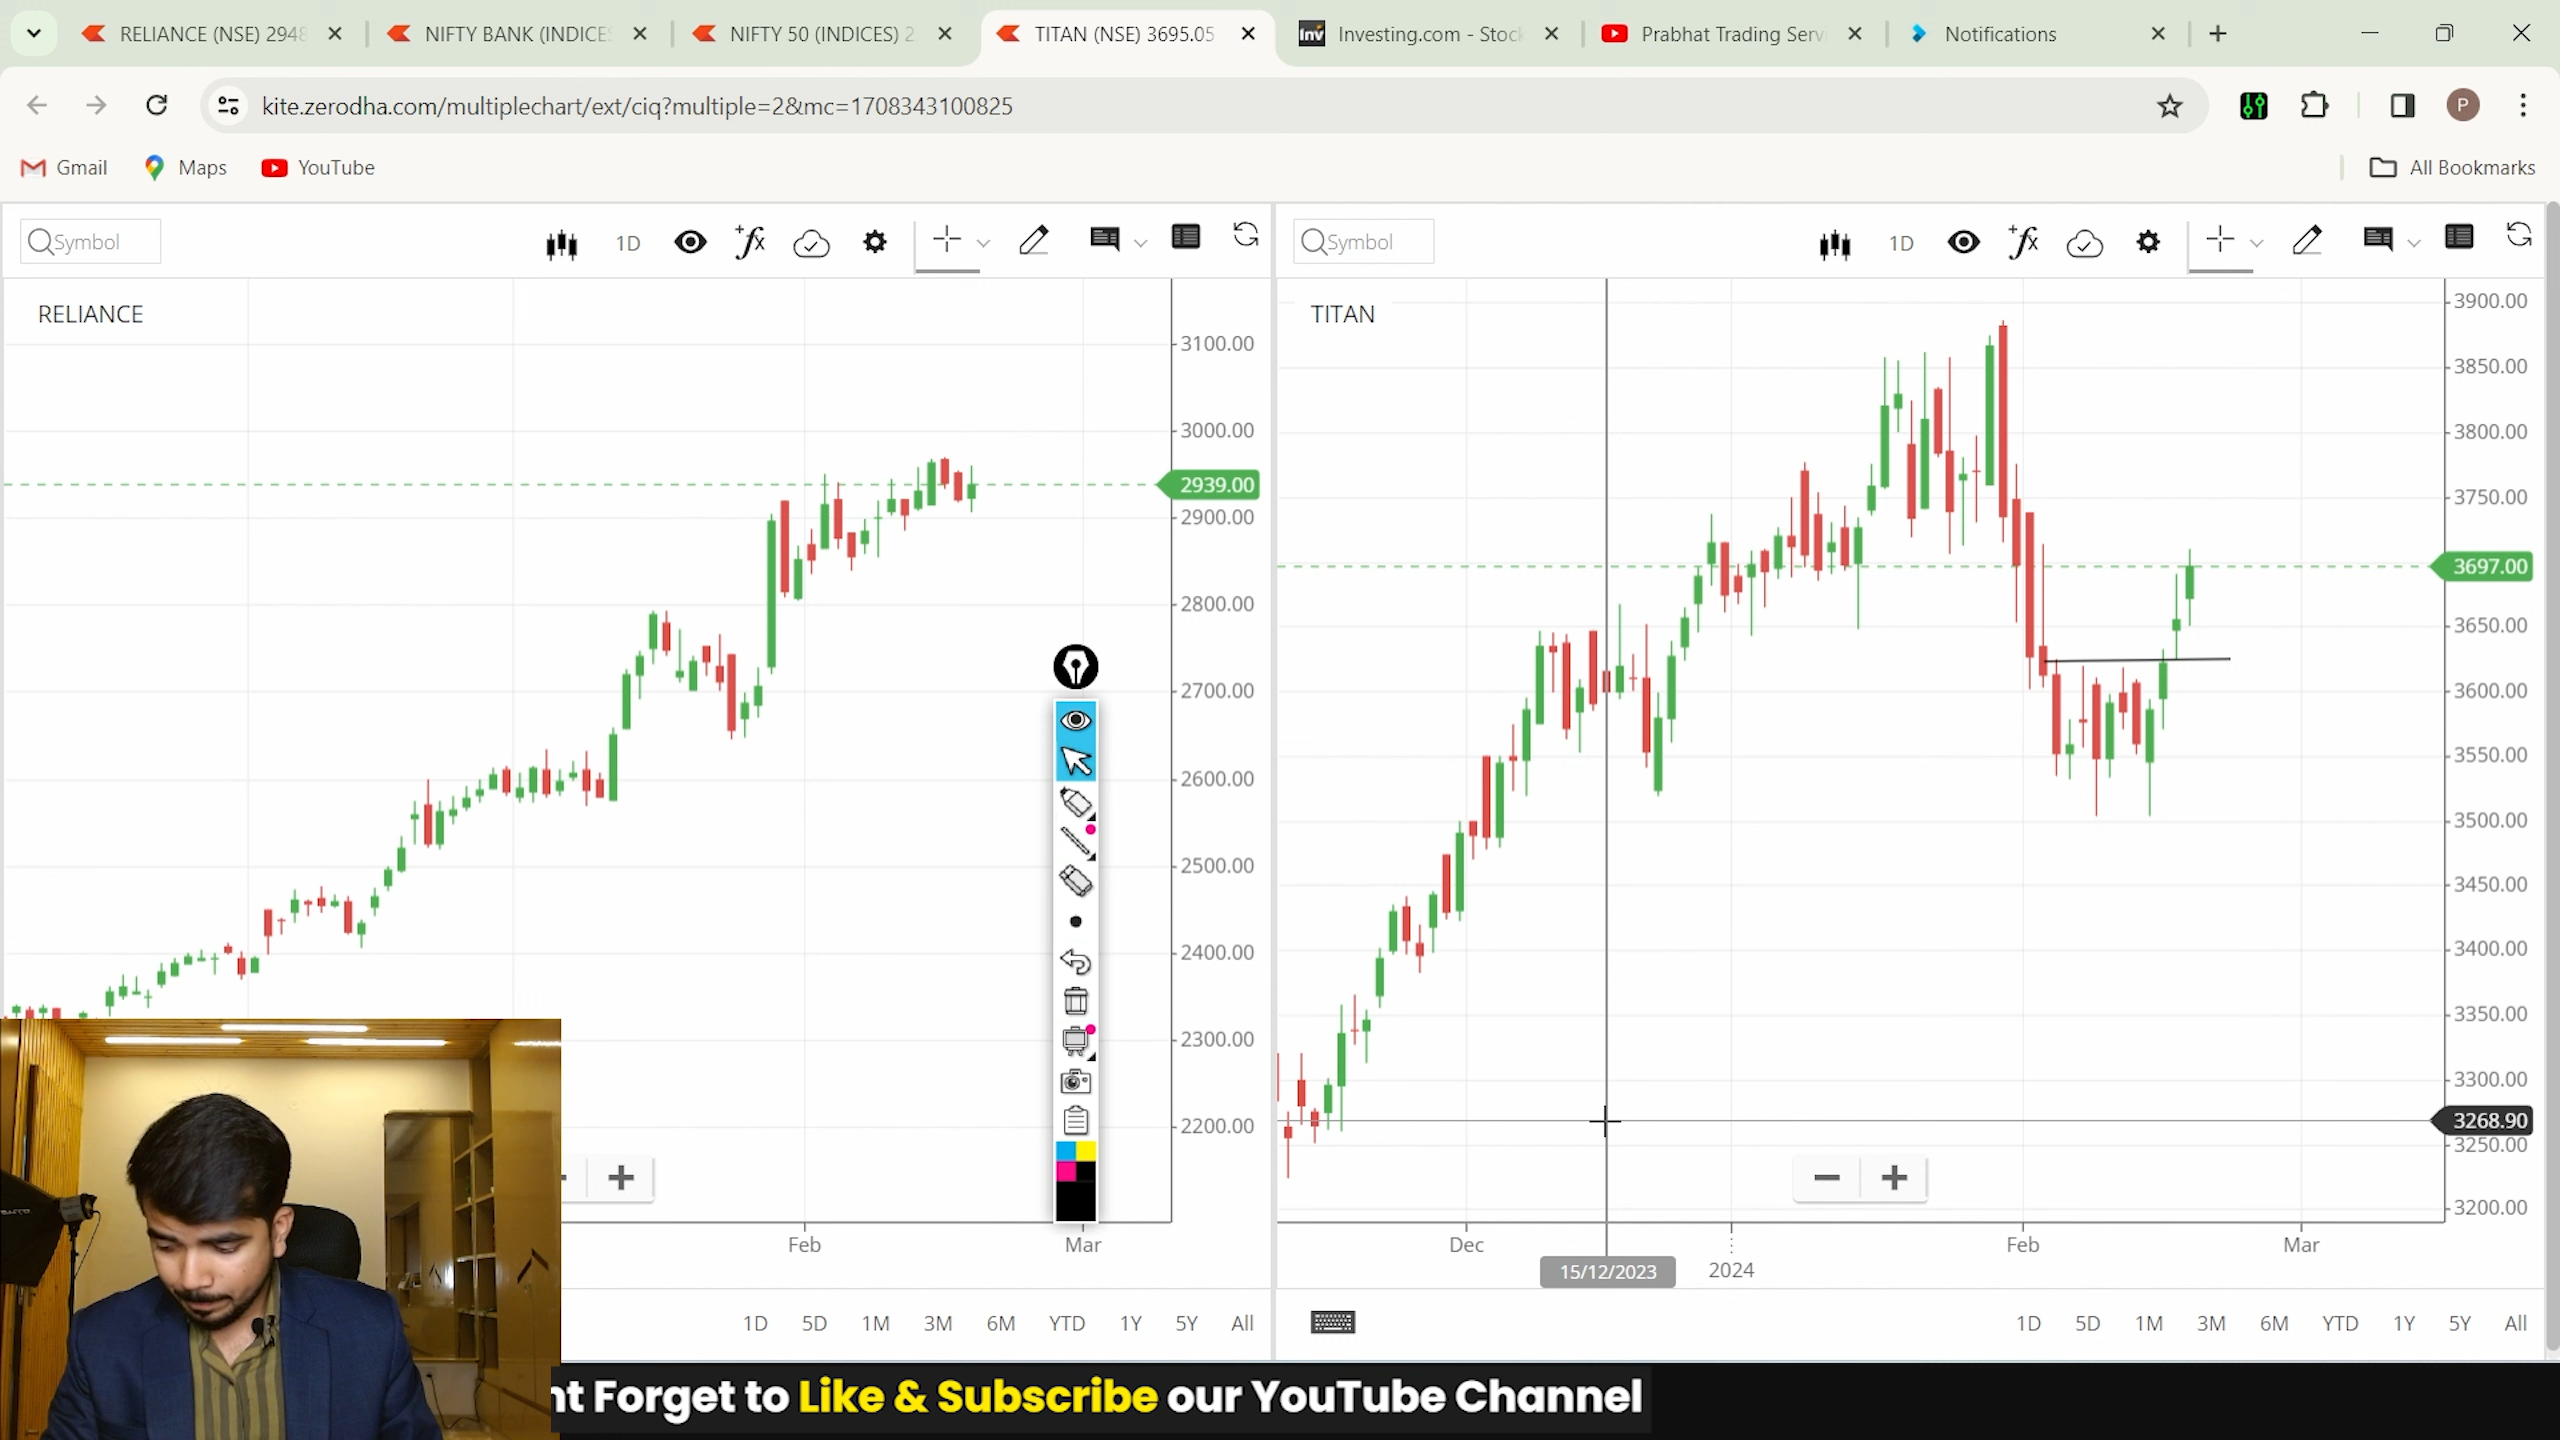 RELIANCE (NSE) 2948
NIFTY BANK (INDICES
NIFTY 50 (INDICES) 2
TITAN (NSE) 3695.05
Inv
Investing.com - Stock
Prabhat Trading Servi
Notifications
kite.zerodha.com/multiplechart/ext/ciq?multiple=2&mc=1708343100825
P
Gmail
Maps
YouTube
All Bookmarks
Symbol
1D
Symbol
1D
RELIANCE
3100.00
3000.00
2939.00
2900.00
2800.00
2700.00
2600.00
2500.00
2400.00
2300.00
2200.00
Feb
Mar
1D 5D 1M 3M 6M YTD 1Y 5Y All
TITAN
3900.00
3850.00
3800.00
3750.00
3697.00
3650.00
3600.00
3550.00
3500.00
3450.00
3400.00
3350.00
3300.00
3268.90
3250.00
3200.00
Dec
Feb
Mar
15/12/2023
2024
1D 5D 1M 3M 6M YTD 1Y 5Y All
nt Forget to Like & Subscribe our YouTube Channel